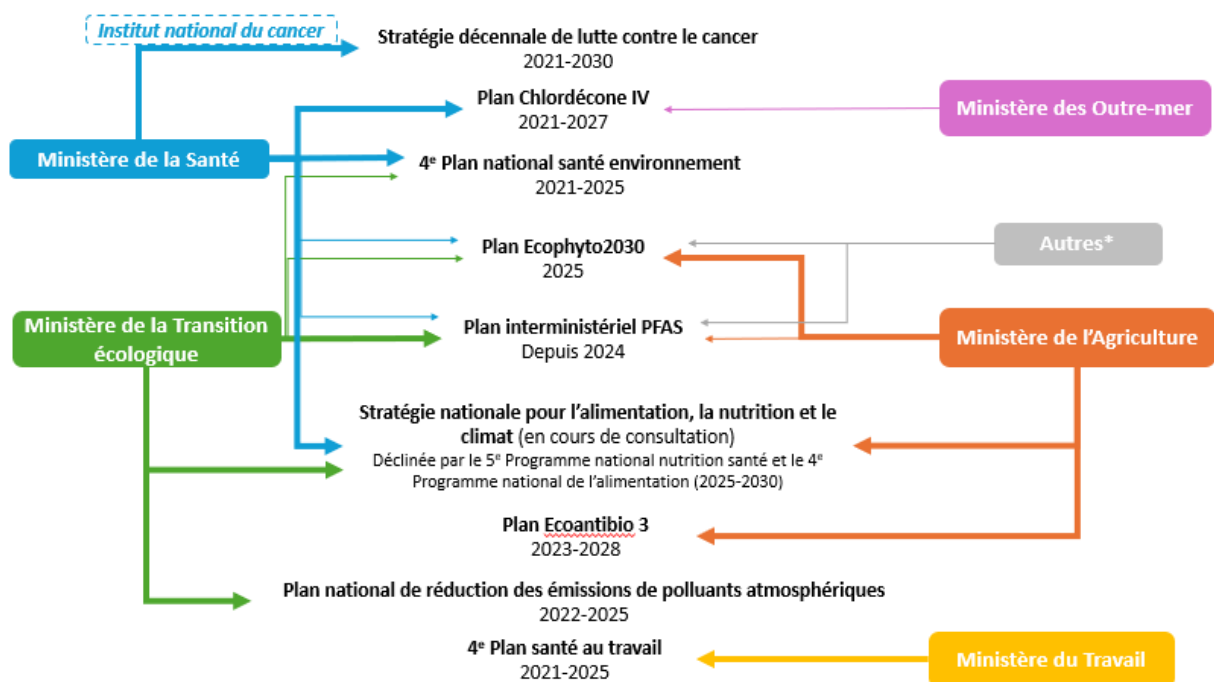 Institut national du cancer
Stratégie décennale de lutte contre le cancer
2021-2030
Plan Chlordécone IV
2021-2027
Ministère des Outre-mer
Ministère de la Santé
4e Plan national santé environnement
2021-2025
Plan Ecophyto2030
2025
Autres*
Ministère de la Transition
écologique
Plan interministériel PFAS
Depuis 2024
Ministère de l'Agriculture
Stratégie nationale pour l'alimentation, la nutrition et le
climat (en cours de consultation)
Déclinée par le 5e Programme national nutrition santé et le 4e
Programme national de l'alimentation (2025-2030)
Plan Ecoantibio 3
2023-2028
Plan national de réduction des émissions de polluants atmosphériques
2022-2025
4e Plan santé au travail
2021-2025
Ministère du Travail